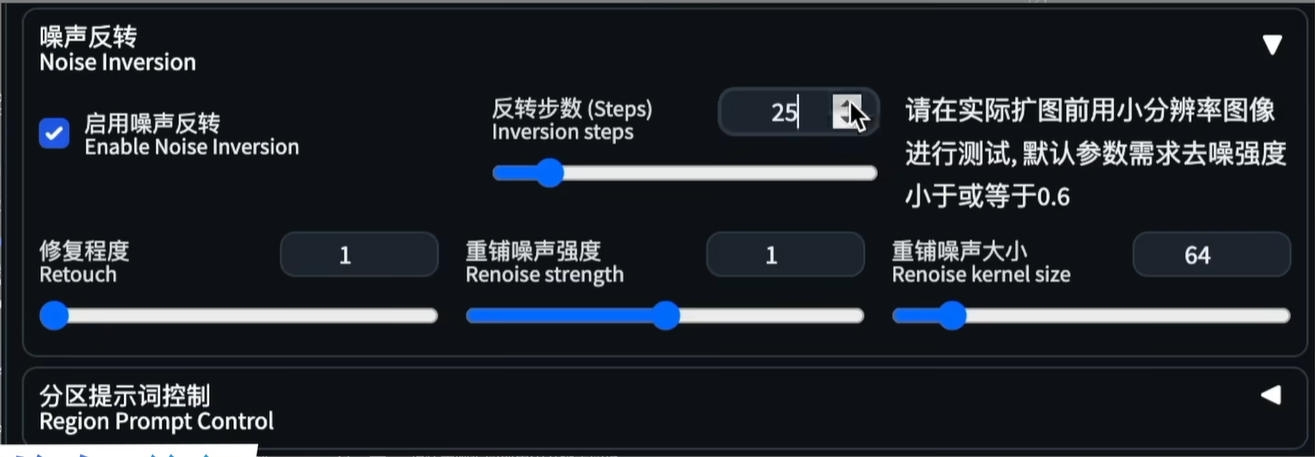 噪声反转
Noise Inversion
启用噪声反转
Enable Noise Inversion
反转步数 (Steps)
Inversion steps
25
请在实际扩图前用小分辨率图像
进行测试, 默认参数需求去噪强度
小于或等于0.6
修复程度
Retouch
1
重铺噪声强度
Renoise strength
1
重铺噪声大小
Renoise kernel size
64
分区提示词控制
Region Prompt Control